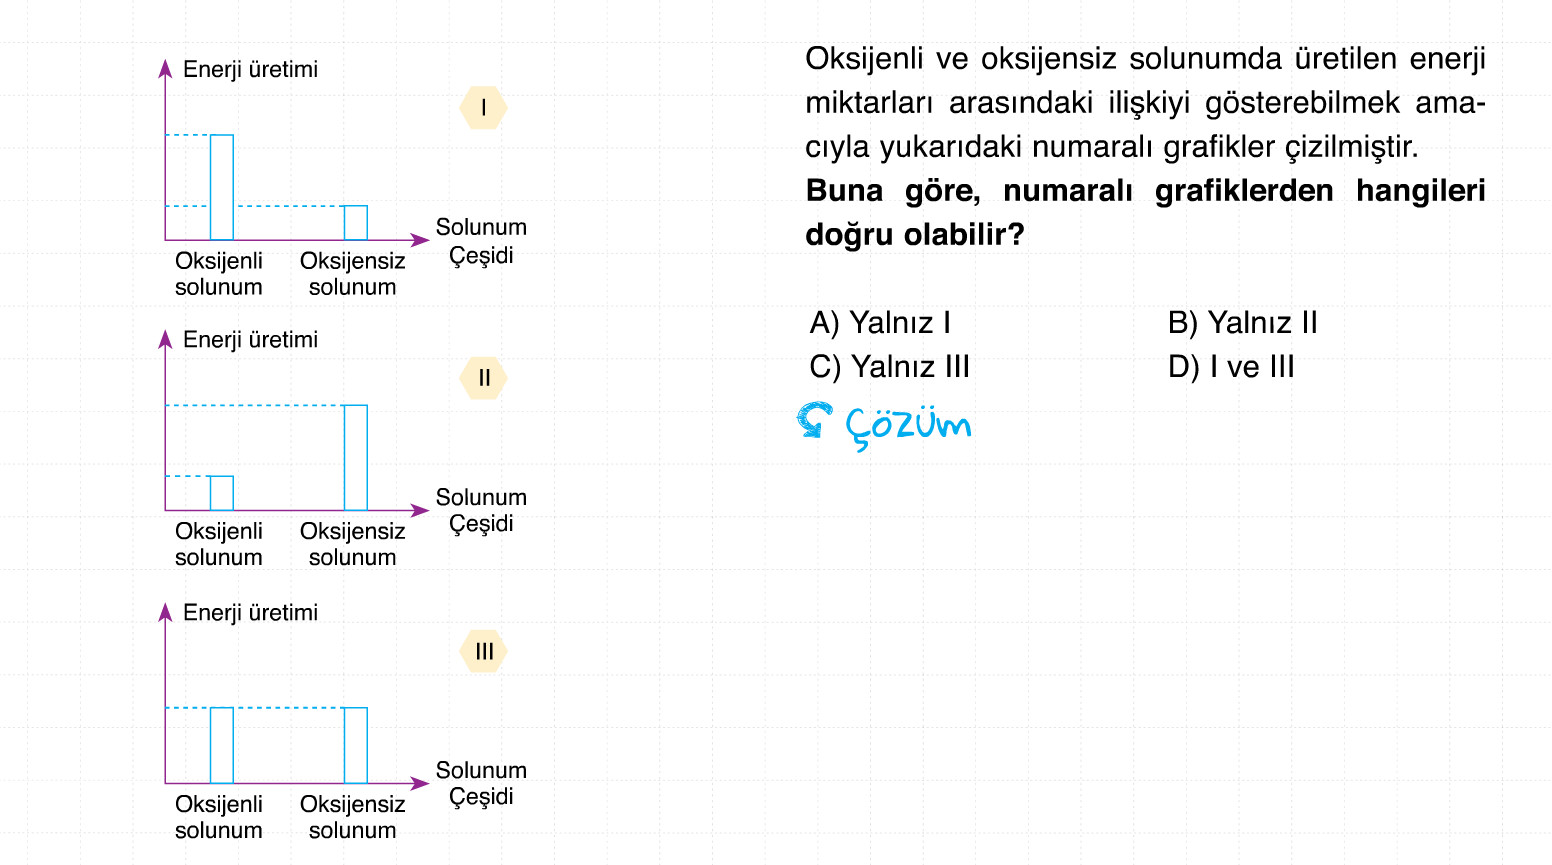 Enerji üretimi
I
Solunum
Çeşidi
Oksijenli
solunum
Oksijensiz
solunum
Enerji üretimi
II
Solunum
Çeşidi
Oksijenli
solunum
Oksijensiz
solunum
Enerji üretimi
III
Solunum
Çeşidi
Oksijenli
solunum
Oksijensiz
solunum
Oksijenli ve oksijensiz solunumda üretilen enerji
miktarları arasındaki ilişkiyi gösterebilmek ama-
cıyla yukarıdaki numaralı grafikler çizilmiştir.
Buna göre, numaralı grafiklerden hangileri
doğru olabilir?
A) Yalnız I
B) Yalnız II
C) Yalnız III
D) I ve III
Çözüm